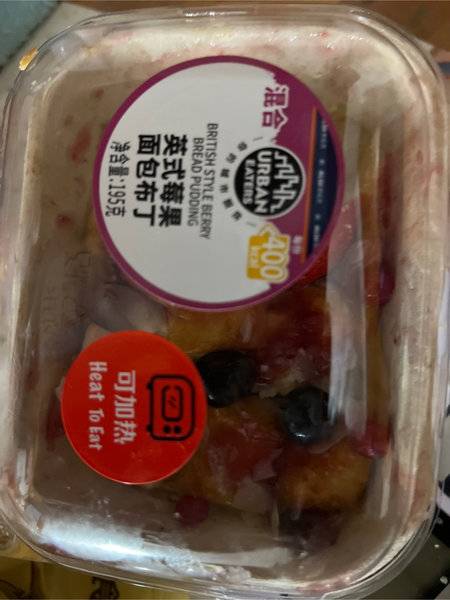 混合
URBAN
EATERS
400
KCAL
BRITISH STYLE BERRY
BREAD PUDDING
英式莓果
面包布丁
净含量:195克
可加热
Heat To Eat